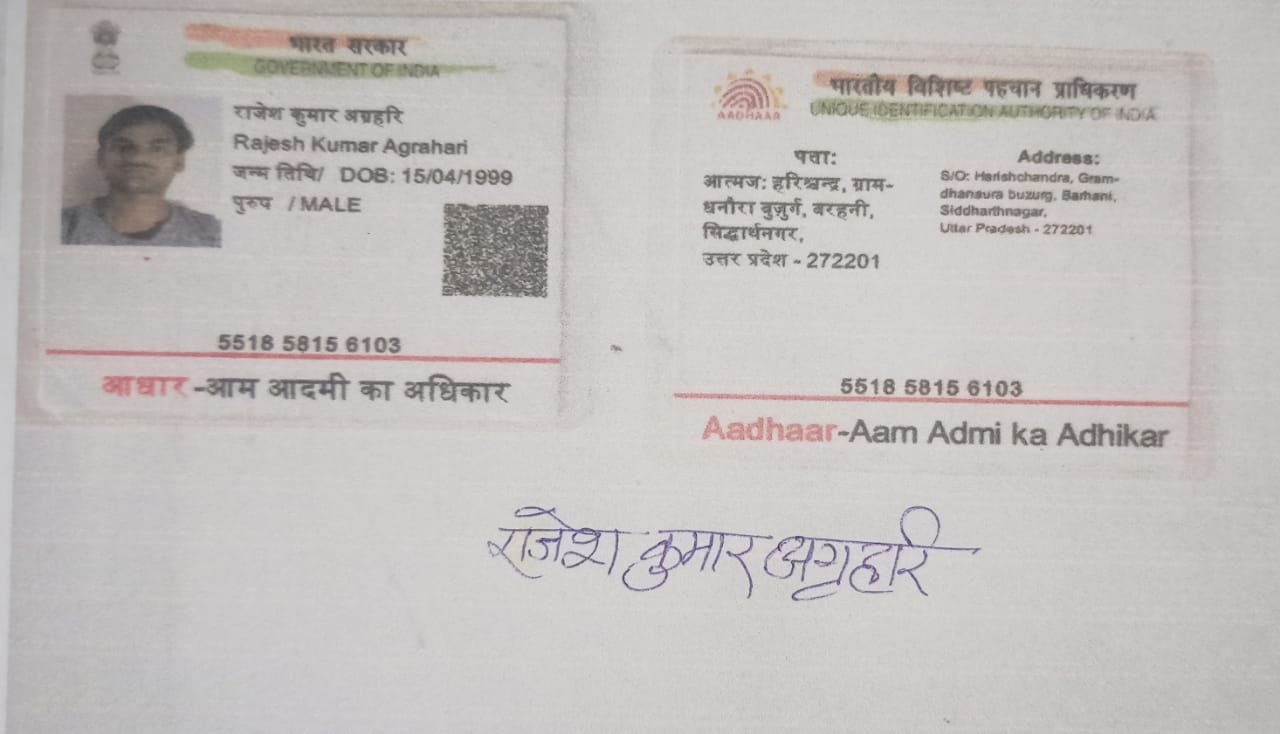 भारत सरकार
GOVERNMENT OF INDIA
राजेश कुमार अग्रहरि
Rajesh Kumar Agrahari
जन्म तिथि/ DOB: 15/04/1999
पुरुष / MALE
5518 5815 6103
आधार-आम आदमी का अधिकार
भारतीय विशिष्ट पहचान प्राधिकरण
UNIQUE IDENTIFICATION AUTHORITY OF INDIA
AADHAAR
पता:
आत्मज: हरिश्चन्द्र, ग्राम-
धनौरा बुज़ुर्ग, बरहनी,
सिद्धार्थनगर,
उत्तर प्रदेश - 272201
Address:
S/O: Harishchandra, Gram-
dhanaura buzurg, Barhani,
Siddharthnagar,
Uttar Pradesh - 272201
5518 5815 6103
Aadhaar-Aam Admi ka Adhikar
राजेश कुमार अग्रहरि